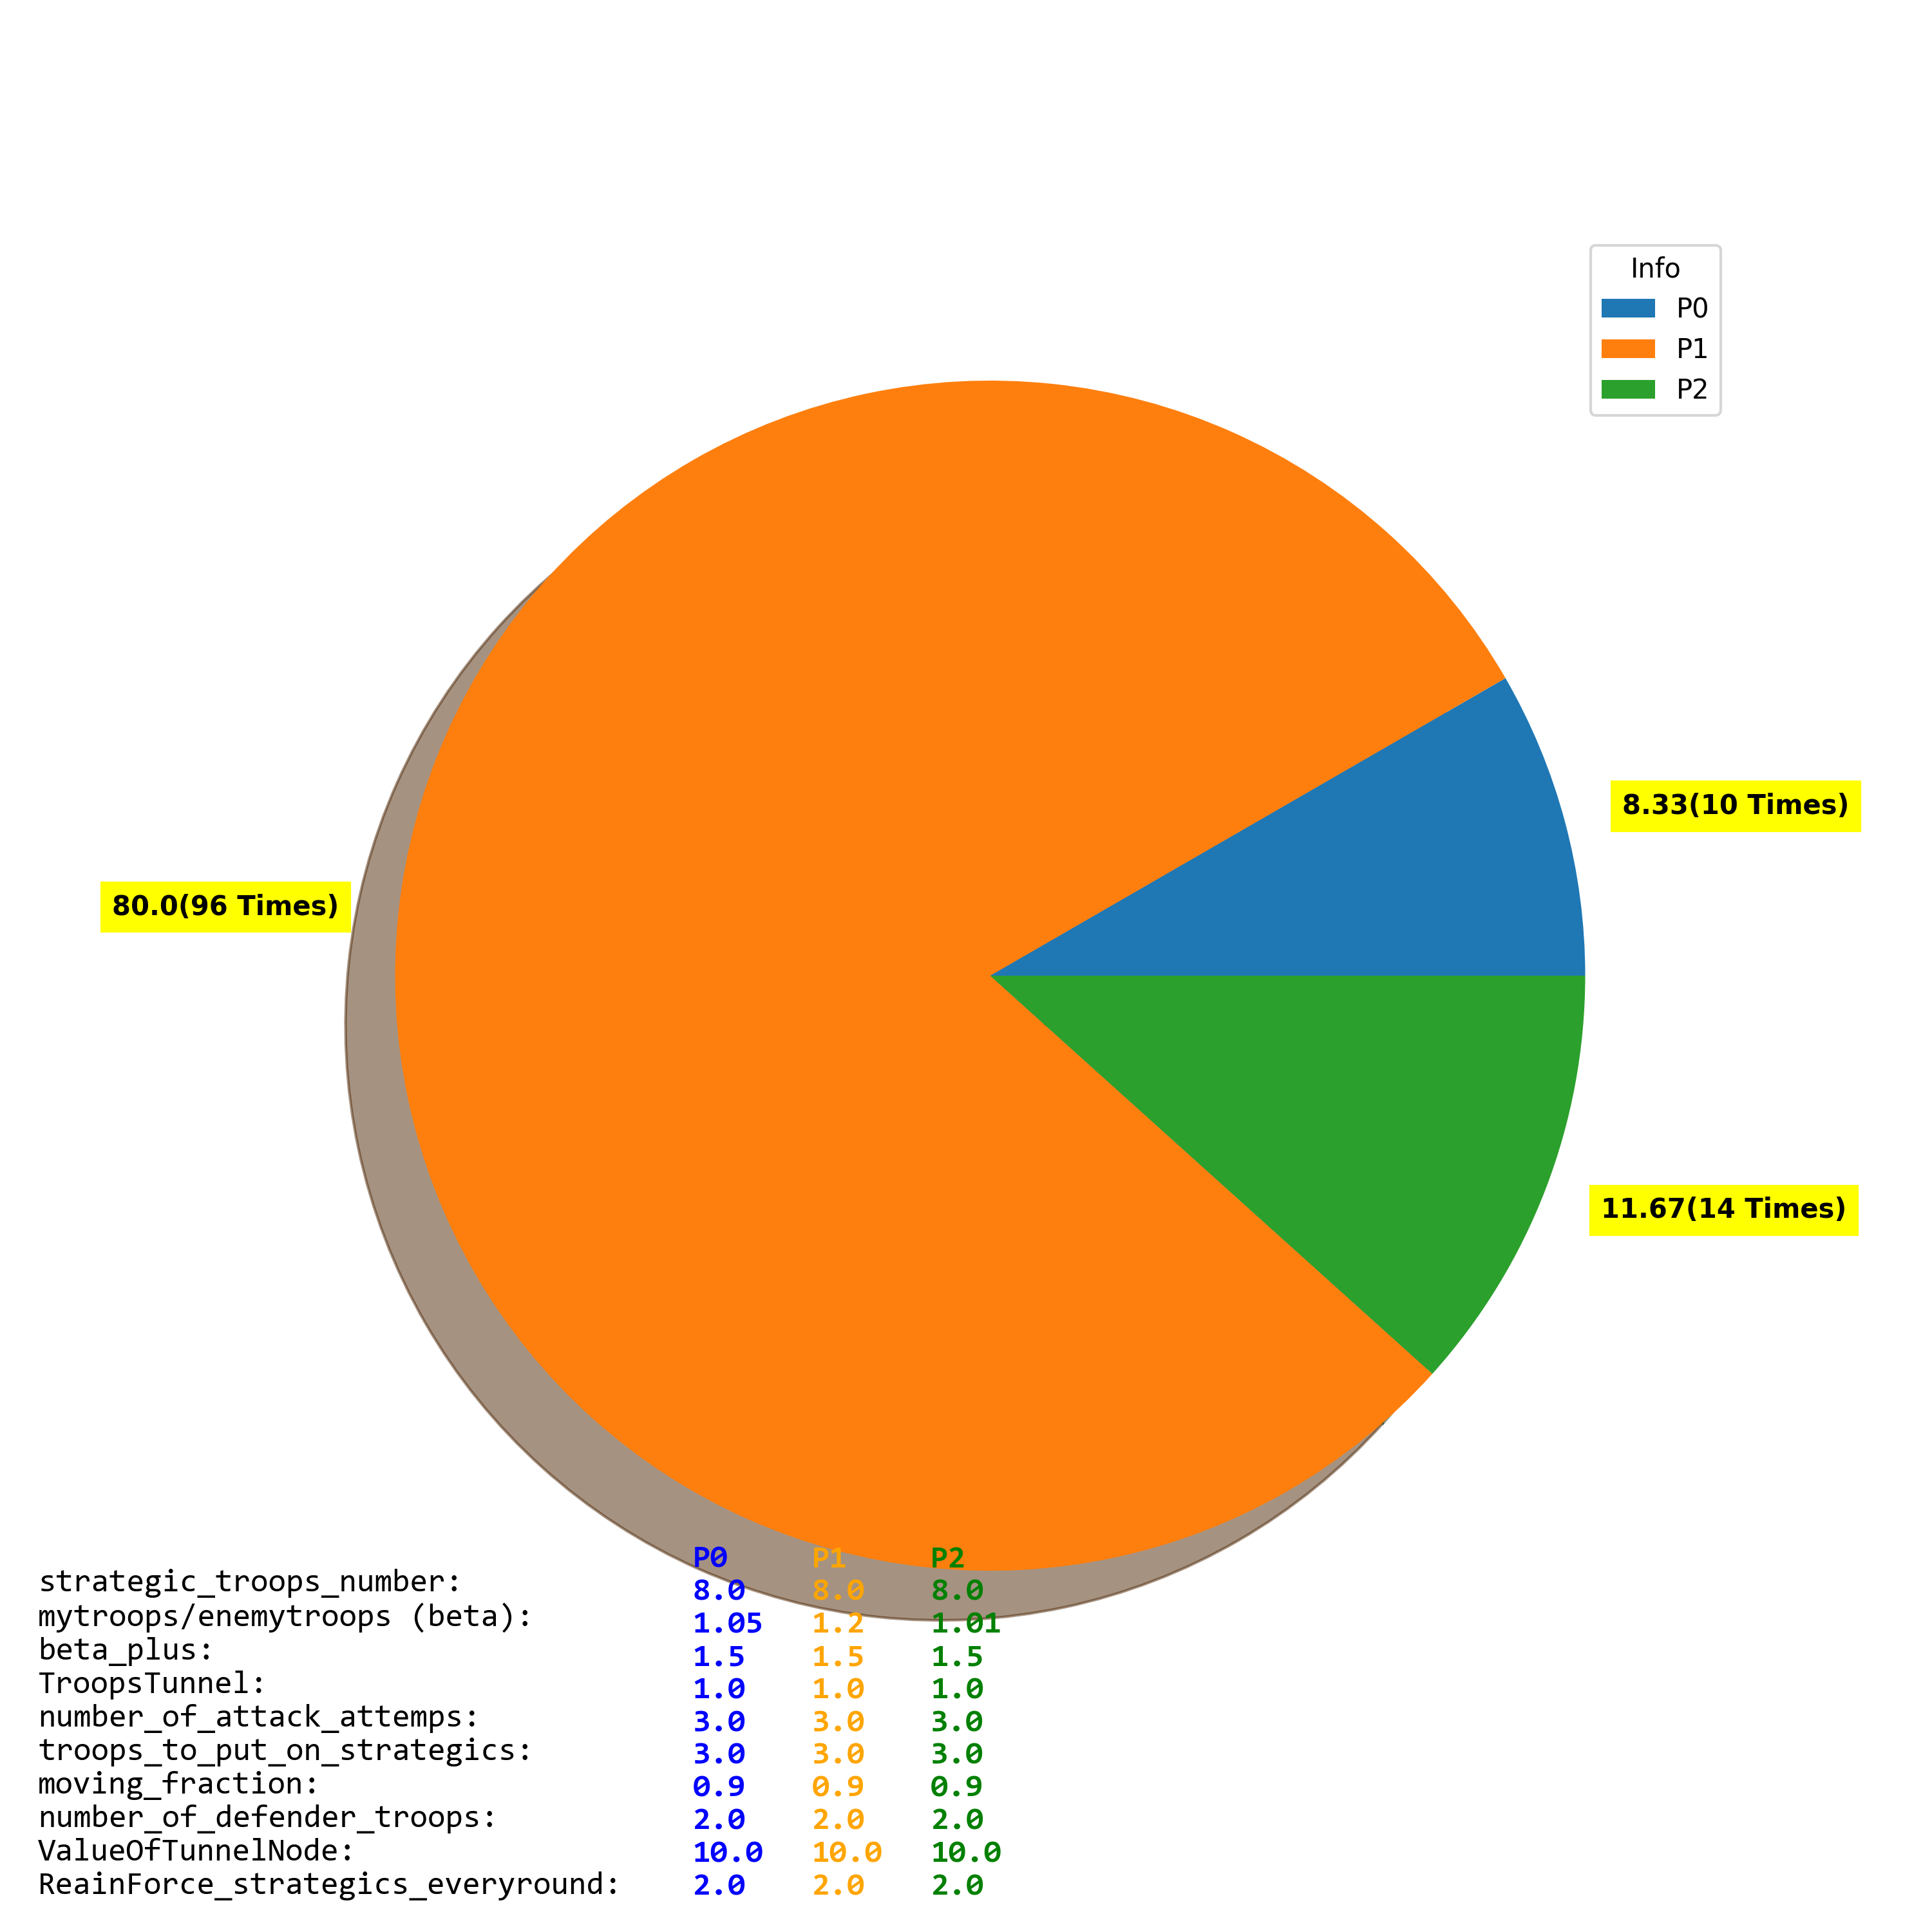 Info
P0
P1
P2
8.33(10 Times)
80.0(96 Times)
11.67(14 Times)
P0 P1 P2
strategic_troops_number: 8.0 8.0 8.0
mytroops/enemytroops (beta): 1.05 1.2 1.01
beta_plus: 1.5 1.5 1.5
TroopsTunnel: 1.0 1.0 1.0
number_of_attack_attemps: 3.0 3.0 3.0
troops_to_put_on_strategics: 3.0 3.0 3.0
moving_fraction: 0.9 0.9 0.9
number_of_defender_troops: 2.0 2.0 2.0
ValueOfTunnelNode: 10.0 10.0 10.0
ReainForce_strategics_everyround: 2.0 2.0 2.0